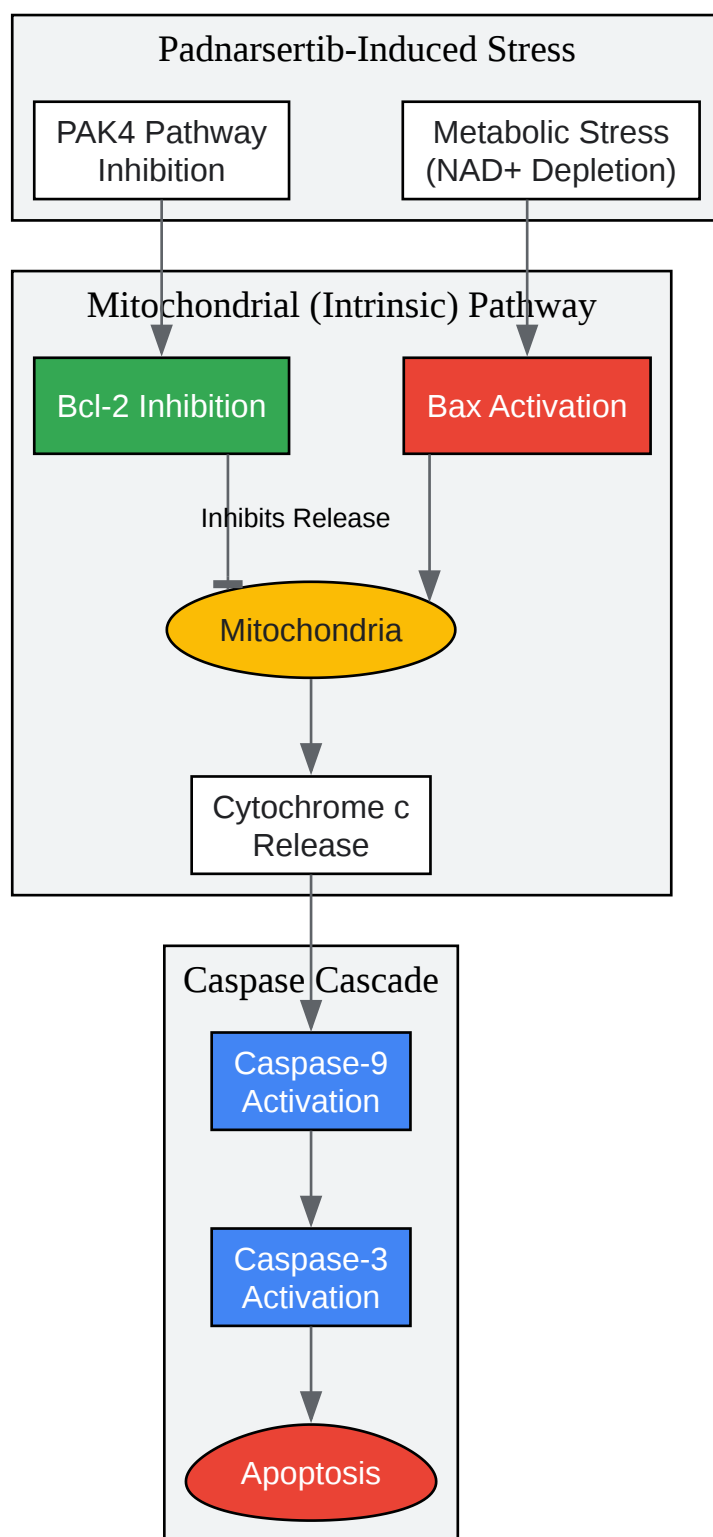 Padnarsertib-Induced Stress
PAK4 Pathway
Inhibition
Metabolic Stress
(NAD+ Depletion)
Mitochondrial (Intrinsic) Pathway
Bcl-2 Inhibition
Bax Activation
Inhibits Release
Mitochondria
Cytochrome c
Release
Caspase Cascade
Caspase-9
Activation
Caspase-3
Activation
Apoptosis